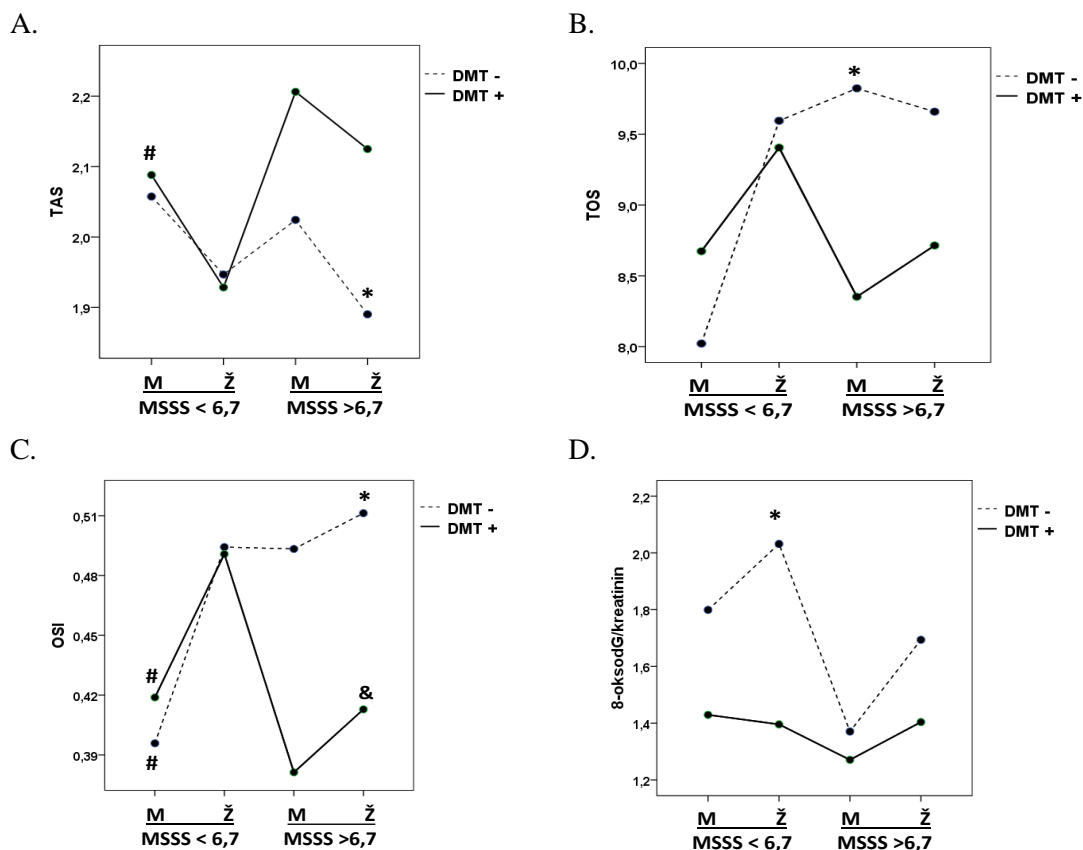 A.
DMT -
DMT +
2,2
2,1
2,0
1,9
TAS
#
*
M Ž M Ž
MSSS < 6,7 MSSS >6,7
B.
DMT -
DMT +
10,0
9,5
9,0
8,5
8,0
TOS
*
M Ž M Ž
MSSS < 6,7 MSSS >6,7
C.
DMT -
DMT +
0,51
0,48
0,45
0,42
0,39
OSI
*
#
&
#
M Ž M Ž
MSSS < 6,7 MSSS >6,7
D.
DMT -
DMT +
2,2
2,0
1,8
1,6
1,4
1,2
8-oksodG/kreatinin
*
M Ž M Ž
MSSS < 6,7 MSSS >6,7